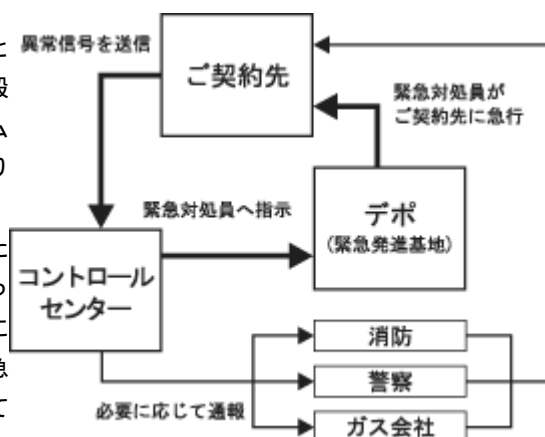 異常信号を送信
ご契約先
緊急対処員が
ご契約先に急行
緊急対処員へ指示
デポ
(緊急発進基地)
コントロール
センター
消防
警察
必要に応じて通報
ガス会社